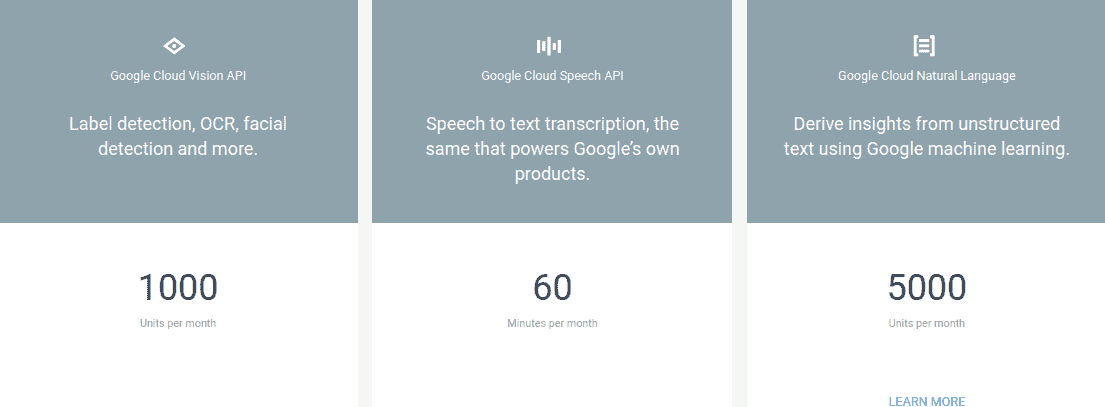 Google Cloud Vision API
Label detection, OCR, facial
detection and more.
1000
Units per month
Google Cloud Speech API
Speech to text transcription, the
same that powers Google's own
products.
60
Minutes per month
Google Cloud Natural Language
Derive insights from unstructured
text using Google machine learning.
5000
Units per month
LEARN MORE